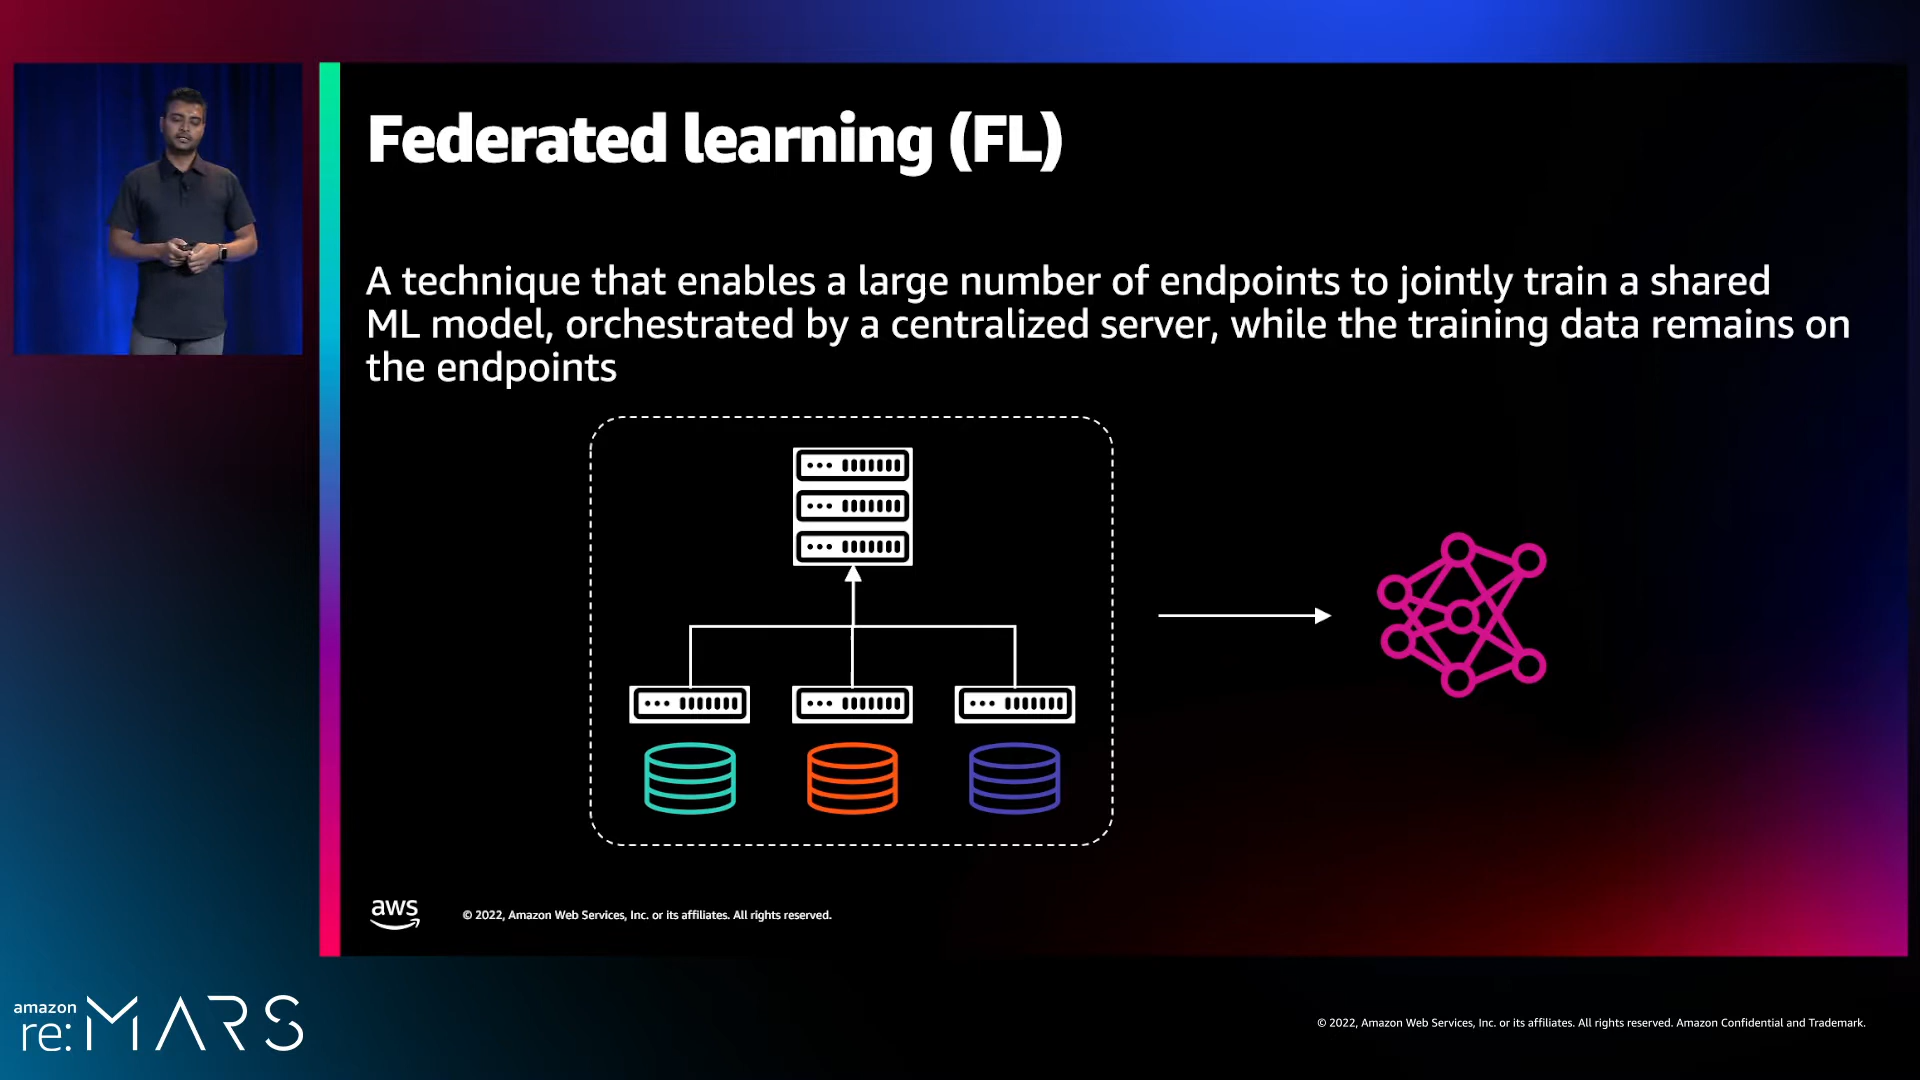 Federated learning (FL)
A technique that enables a large number of endpoints to jointly train a shared
ML model, orchestrated by a centralized server, while the training data remains on
the endpoints
aws
© 2022, Amazon Web Services, Inc. or its affiliates. All rights reserved.
amazon
re:MARS
© 2022, Amazon Web Services, Inc. or its affiliates. All rights reserved. Amazon Confidential and Trademark.